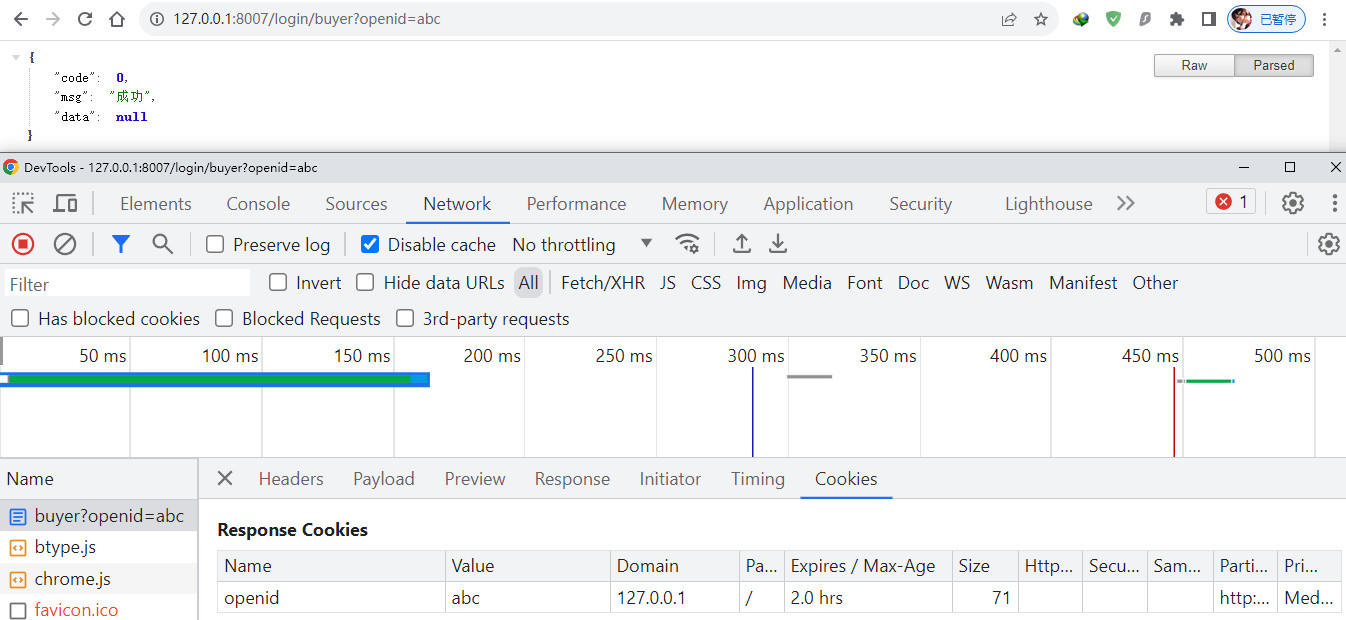 127.0.0.1:8007/login/buyer?openid=abc 已暂停
{ Raw Parsed
"code": 0,
"msg": "成功",
"data": null
}
DevTools - 127.0.0.1:8007/login/buyer?openid=abc
Elements Console Sources Network Performance Memory Application Security Lighthouse 1
Preserve log Disable cache No throttling
Filter Invert Hide data URLs All Fetch/XHR JS CSS Img Media Font Doc WS Wasm Manifest Other
Has blocked cookies Blocked Requests 3rd-party requests
50 ms 100 ms 150 ms 200 ms 250 ms 300 ms 350 ms 400 ms 450 ms 500 ms
Name Headers Payload Preview Response Initiator Timing Cookies
buyer?openid=abc
btype.js
chrome.js
favicon.ico
Response Cookies
Name Value Domain Pa... Expires / Max-Age Size Http... Secu... Sam... Parti... Pri...
openid abc 127.0.0.1 / 2.0 hrs 71 http:... Med...